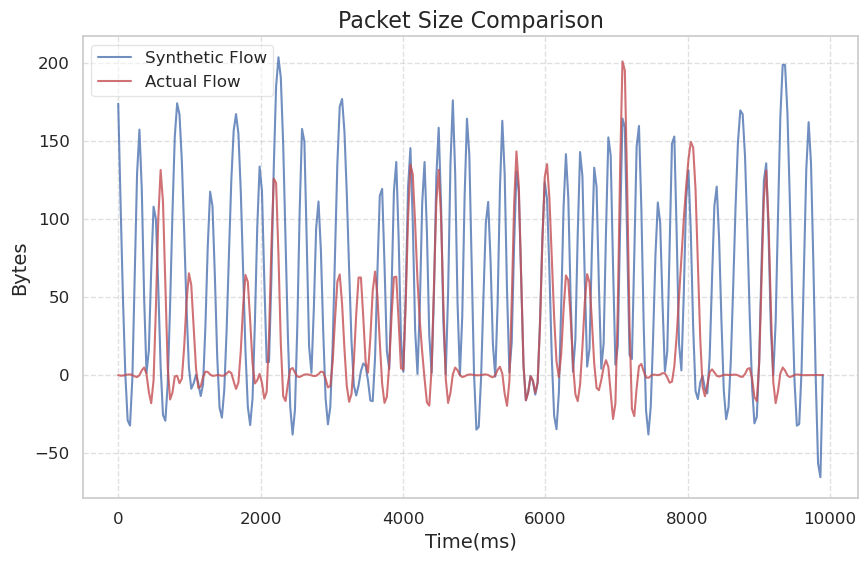 Packet Size Comparison
Synthetic Flow
Actual Flow
200
150
100
50
0
−50
Bytes
0 2000 4000 6000 8000 10000
Time(ms)